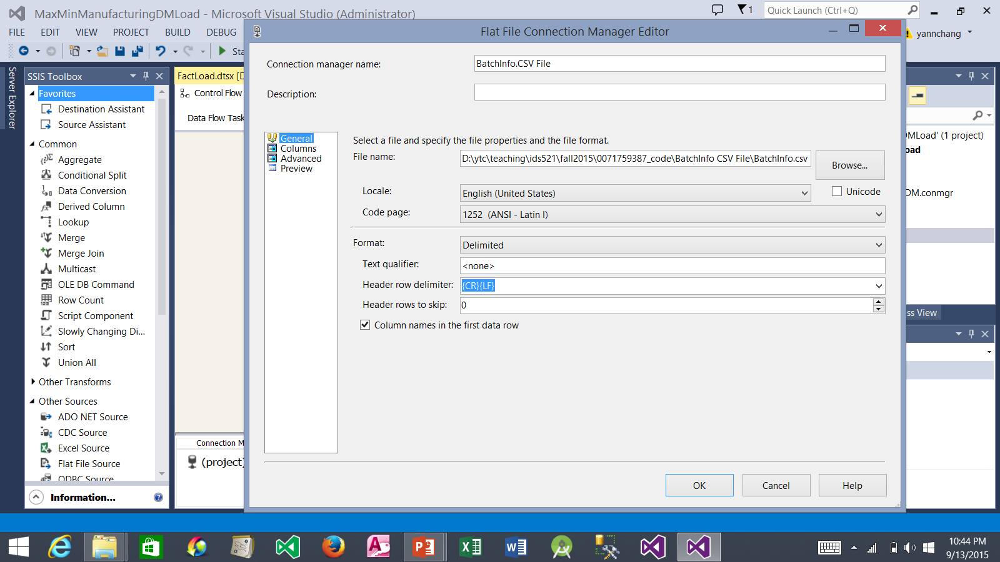 MaxMinManufacturingDMLoad - Microsoft Visual Studio (Administrator)
1
Quick Launch (Ctrl+Q)
FILE EDIT VIEW PROJECT BUILD DEBUG
yannchang
Sta
Server Explorer
SSIS Toolbox
Favorites
Destination Assistant
Source Assistant
Common
Aggregate
Conditional Split
Data Conversion
Derived Column
Lookup
Merge
Merge Join
Multicast
OLE DB Command
Row Count
Script Component
Slowly Changing Di...
Sort
Union All
Other Transforms
Other Sources
ADO NET Source
CDC Source
Excel Source
Flat File Source
ODBC Source
Information...
FactLoad.dtsx [D
Control Flow
Data Flow Task
Connection M
(project)
Flat File Connection Manager Editor
Connection manager name: BatchInfo.CSV File
Description:
General
Columns
Advanced
Preview
Select a file and specify the file properties and the file format.
File name: D:\ytc\teaching\ids521\fall2015\0071759387_code\BatchInfo CSV File\BatchInfo.csv Browse...
Locale: English (United States) Unicode
Code page: 1252 (ANSI - Latin I)
Format: Delimited
Text qualifier: <none>
Header row delimiter: {CR}{LF}
Header rows to skip: 0
Column names in the first data row
OK Cancel Help
DMLoad' (1 project)
oad
DM.conmgr
ss View
10:44 PM
9/13/2015